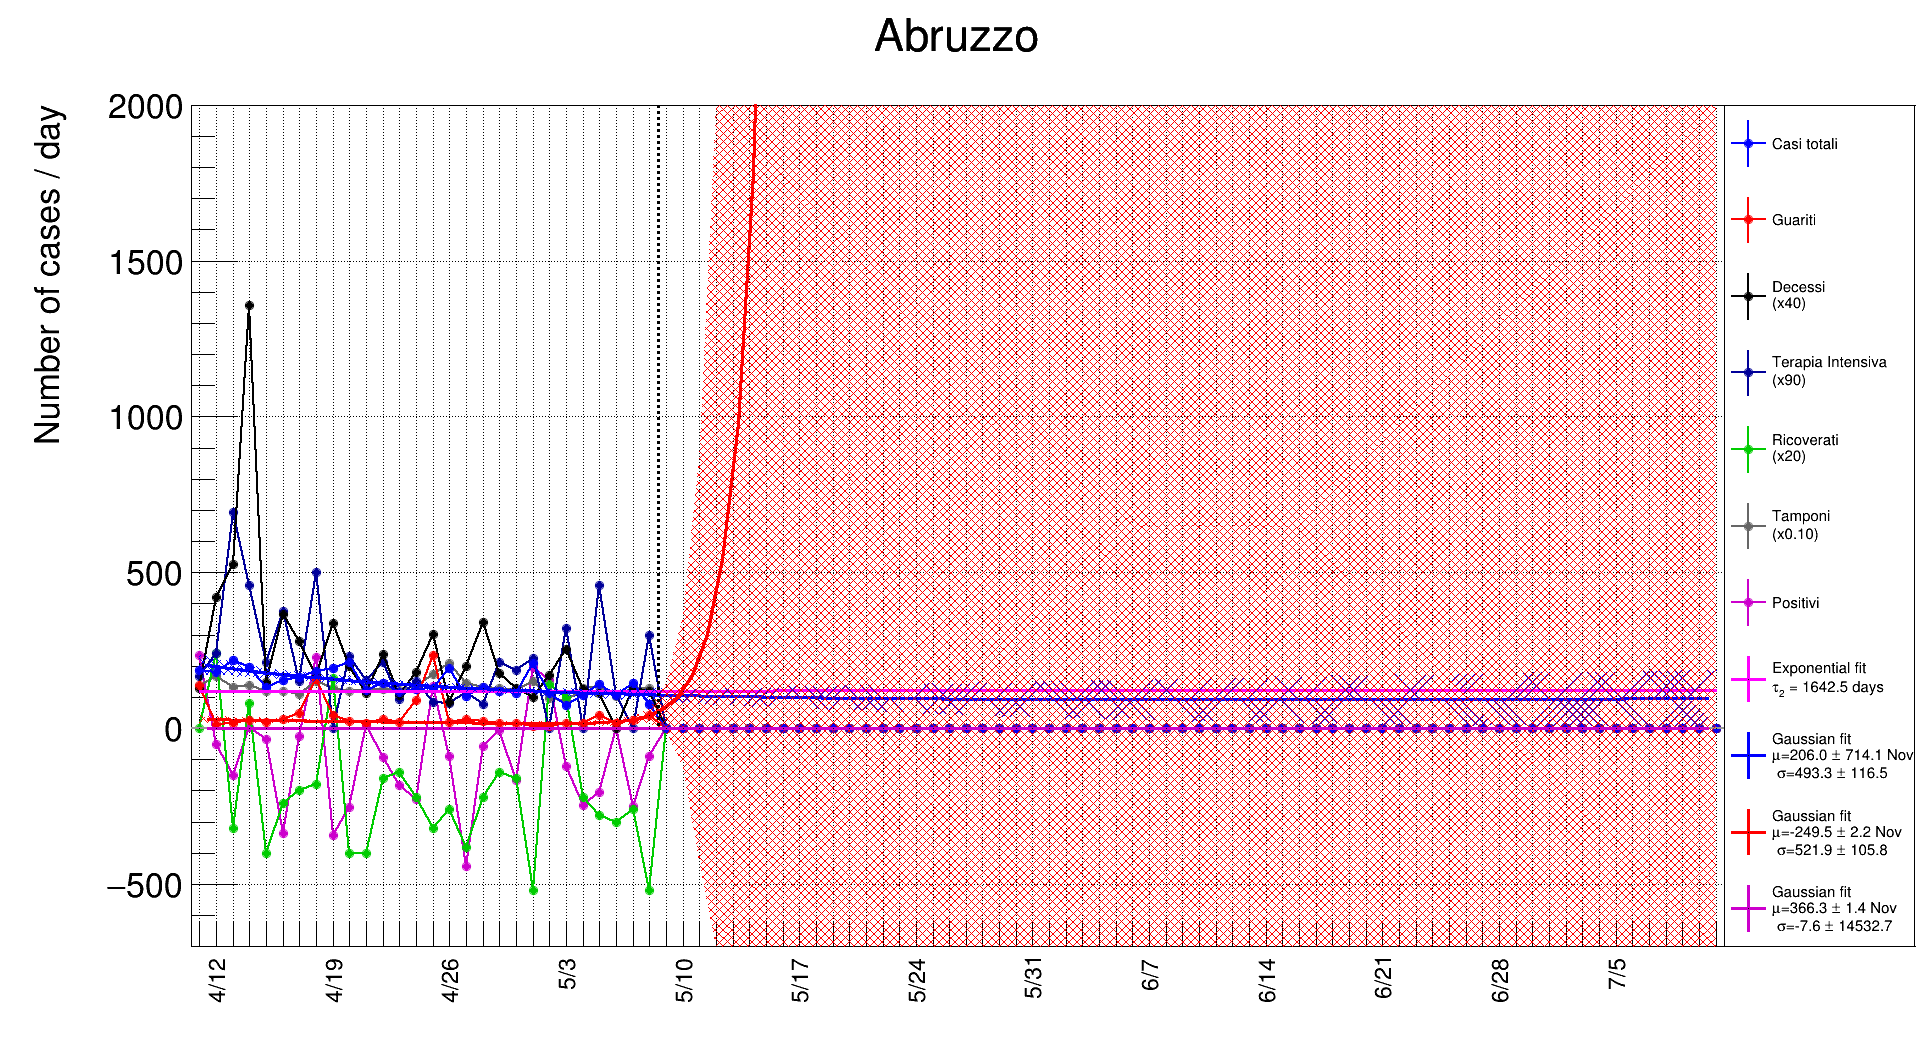 Abruzzo
Number of cases / day
2000
1500
1000
500
0
−500
4/12
4/19
4/26
5/3
5/10
5/17
5/24
5/31
6/7
6/14
6/21
6/28
7/5
Casi totali
Guariti
Decessi
(x40)
Terapia Intensiva
(x90)
Ricoverati
(x20)
Tamponi
(x0.10)
Positivi
Exponential fit
τ2 = 1642.5 days
Gaussian fit
μ=206.0 ± 714.1 Nov
σ=493.3 ± 116.5
Gaussian fit
μ=-249.5 ± 2.2 Nov
σ=521.9 ± 105.8
Gaussian fit
μ=366.3 ± 1.4 Nov
σ=-7.6 ± 14532.7